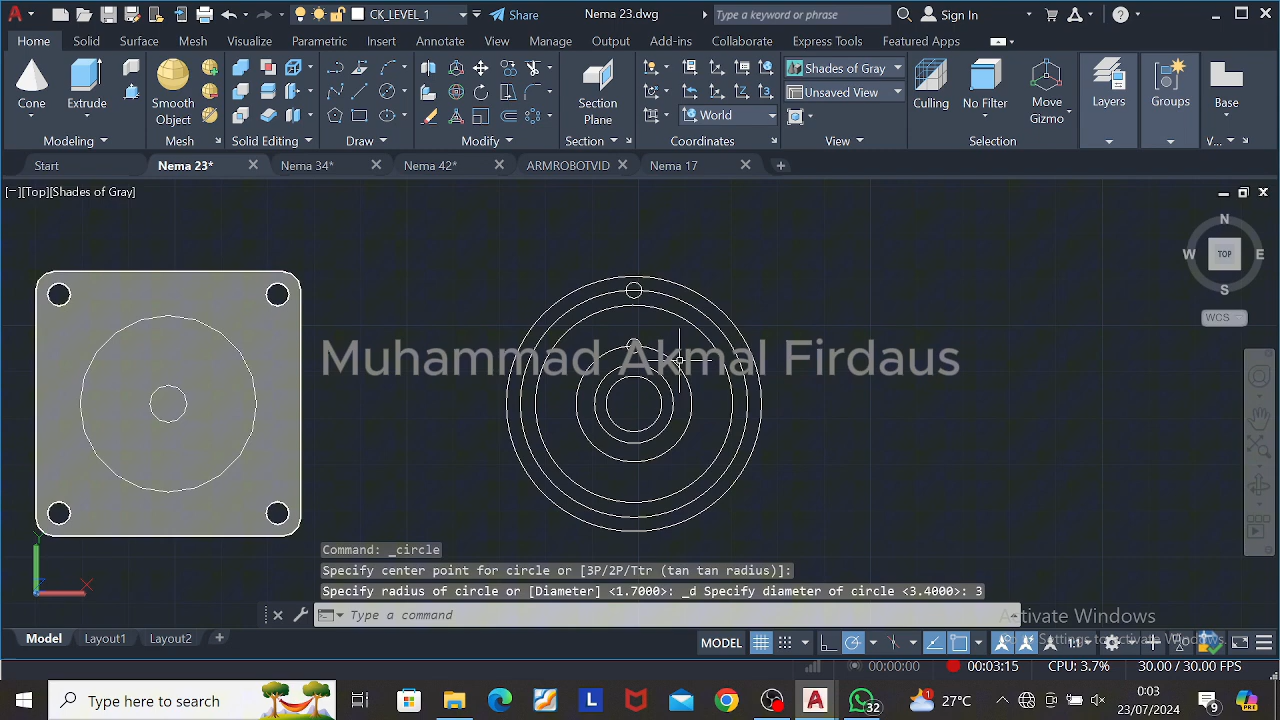 CK_LEVEL_1
Share
Nema 23.dwg
Type a keyword or phrase
Sign In
Home
Solid
Surface
Mesh
Visualize
Parametric
Insert
Annotate
View
Manage
Output
Add-ins
Collaborate
Express Tools
Featured Apps
Cone
Extrude
Smooth
Object
Section
Plane
World
Shades of Gray
Unsaved View
Culling
No Filter
Move
Gizmo
Layers
Groups
Base
Modeling
Mesh
Solid Editing
Draw
Modify
Section
Coordinates
View
Selection
V...
Start
Nema 23*
Nema 34*
Nema 42*
ARMROBOTVID
Nema 17
[−][Top][Shades of Gray]
N
W
TOP
E
S
WCS
Muhammad Akmal Firdaus
Command: _circle
Specify center point for circle or [3P/2P/Ttr (tan tan radius)]:
Specify radius of circle or [Diameter] <1.7000>: _d Specify diameter of circle <3.4000>: 3
Type a command
Activate Windows
Model
Layout1
Layout2
MODEL
1:1
00:00:00
00:03:15
CPU: 3.7%
30.00 / 30.00 FPS
Type here to search
32
27°C
0:03
23/07/2024
9